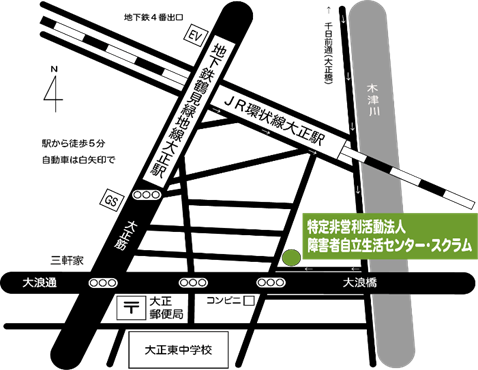 地下鉄4番出口
EV
↑千日前通(大正橋)
N
地下鉄鶴見緑地線大正駅
JR環状線大正駅
木津川
駅から徒歩5分
自動車は白矢印で
GS
大正筋
特定非営利活動法人
障害者自立生活センター・スクラム
三軒家
大浪通
大浪橋
〒
大正
郵便局
コンビニ
大正東中学校